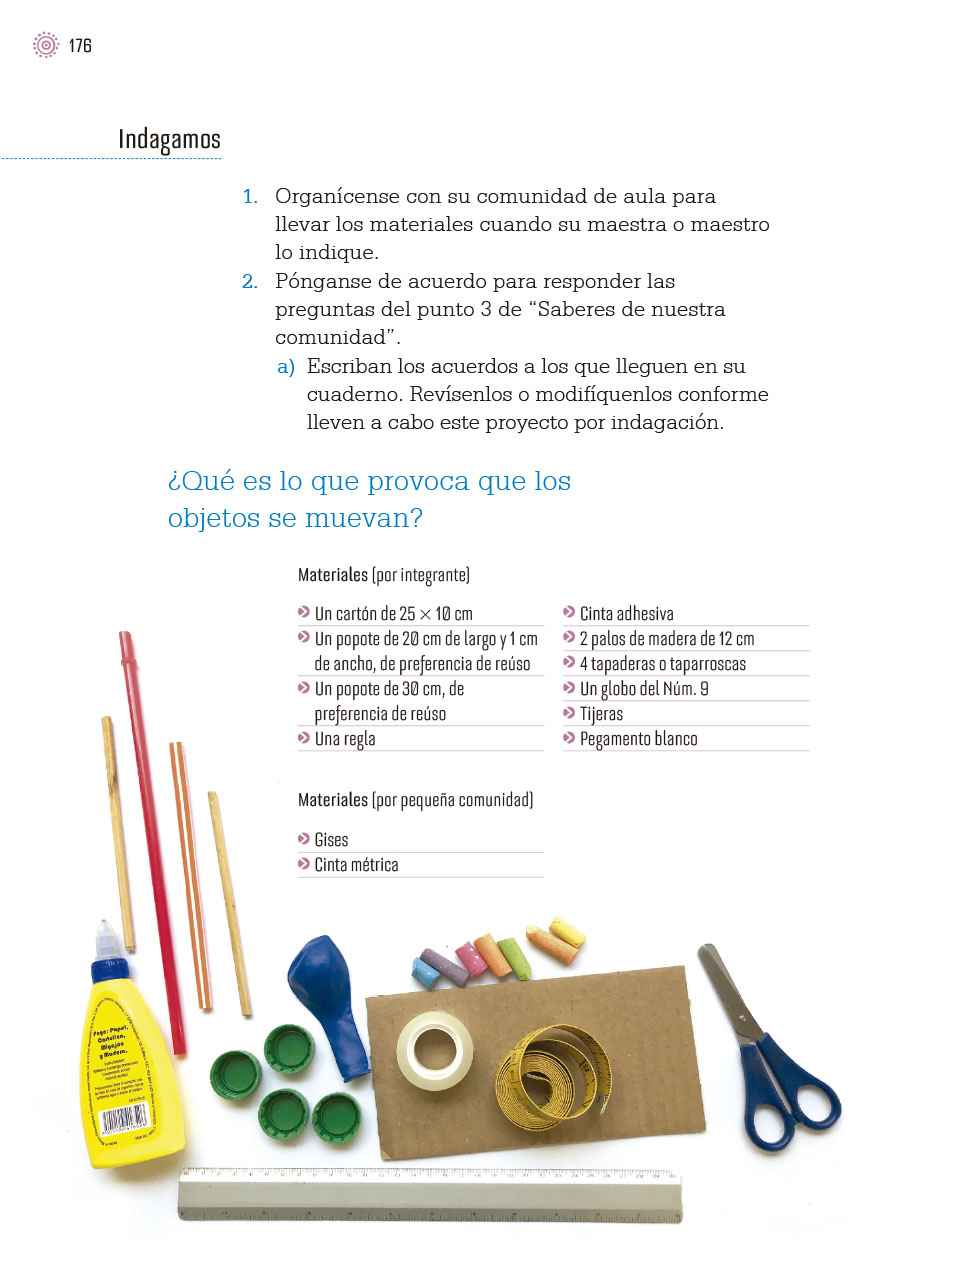 176
Indagamos
1. Organícense con su comunidad de aula para
llevar los materiales cuando su maestra o maestro
lo indique.
2. Pónganse de acuerdo para responder las
preguntas del punto 3 de “Saberes de nuestra
comunidad”.
a) Escriban los acuerdos a los que lleguen en su
cuaderno. Revísenlos o modifíquenlos conforme
lleven a cabo este proyecto por indagación.
¿Qué es lo que provoca que los
objetos se muevan?
Materiales (por integrante)
Un cartón de 25 × 10 cm
Un popote de 20 cm de largo y 1 cm
de ancho, de preferencia de reúso
Un popote de 30 cm, de
preferencia de reúso
Una regla
Cinta adhesiva
2 palos de madera de 12 cm
4 tapaderas o taparroscas
Un globo del Núm. 9
Tijeras
Pegamento blanco
Materiales (por pequeña comunidad)
Gises
Cinta métrica
Pega: Papel,
Cartulina,
Migajón
y Madera.